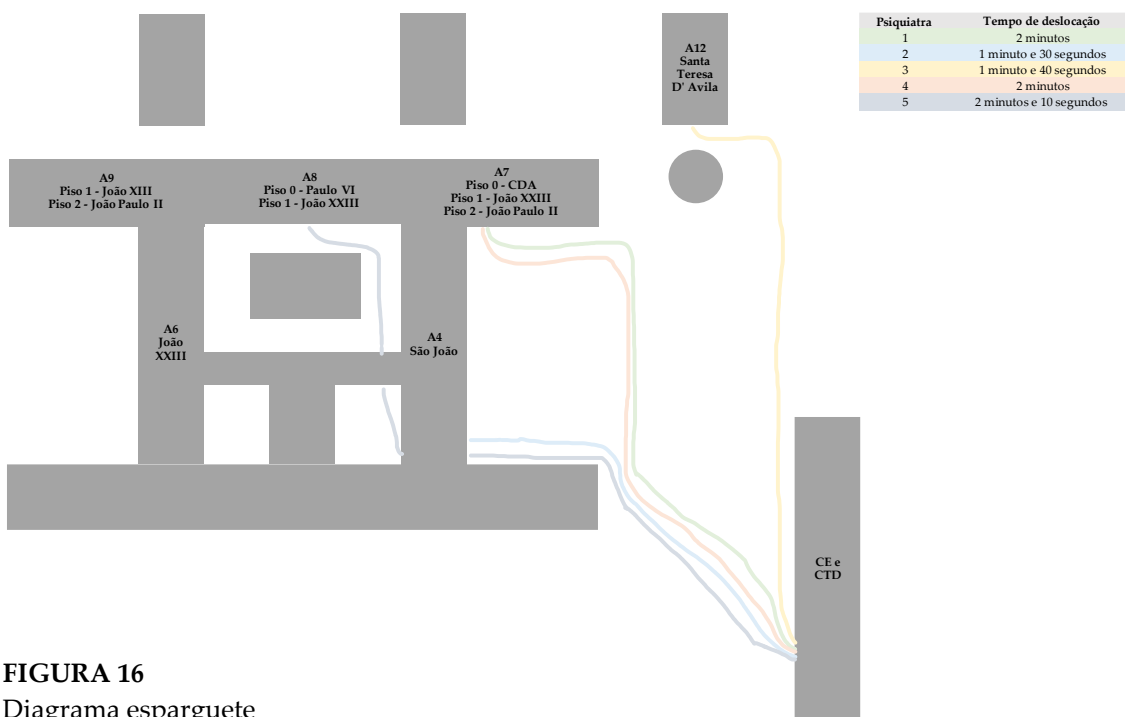 Psiquiatra Tempo de deslocação
1 2 minutos
2 1 minuto e 30 segundos
3 1 minuto e 40 segundos
4 2 minutos
5 2 minutos e 10 segundos
A12
Santa
Teresa
D' Avila
A9
Piso 1 - João XIII
Piso 2 - João Paulo II
A8
Piso 0 - Paulo VI
Piso 1 - João XXIII
A7
Piso 0 - CDA
Piso 1 - João XXIII
Piso 2 - João Paulo II
A6
João
XXIII
A4
São João
CE e
CTD
FIGURA 16
Diagrama esparguete